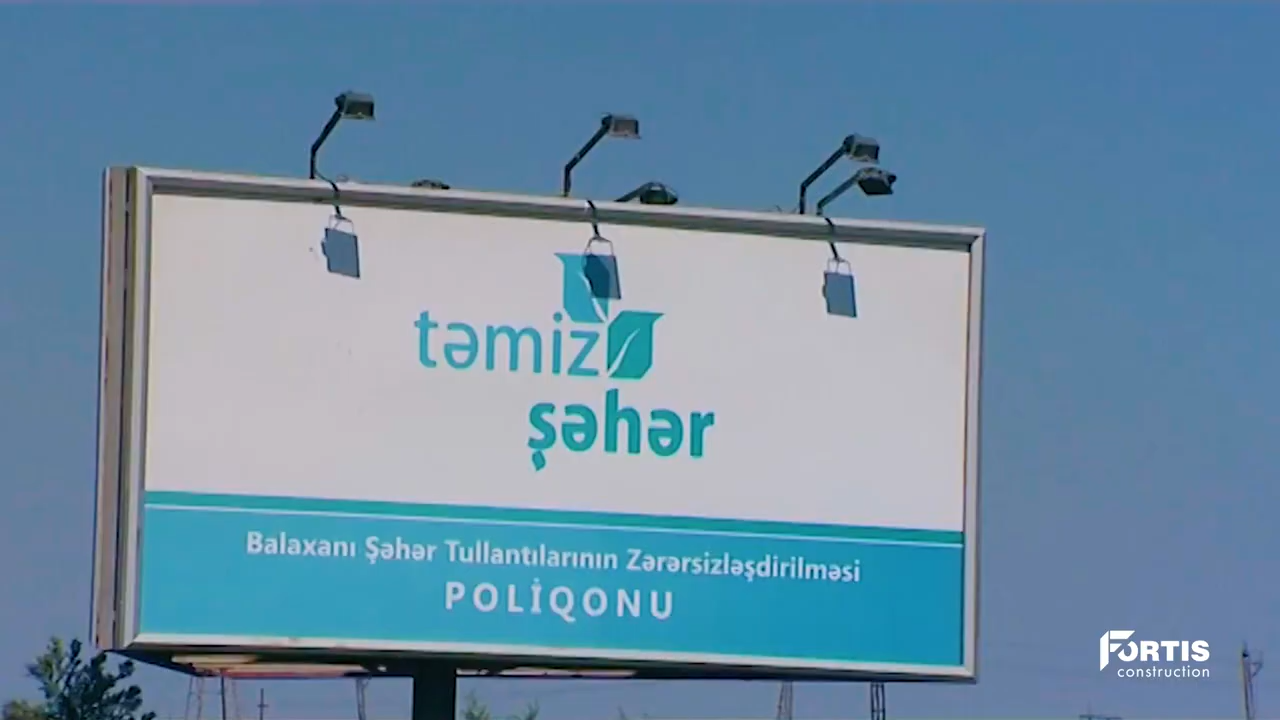 təmiz
şəhər
Balaxanı Şəhər Tullantılarının Zərərsizləşdirilməsi
POLİQONU
FORTIS
construction